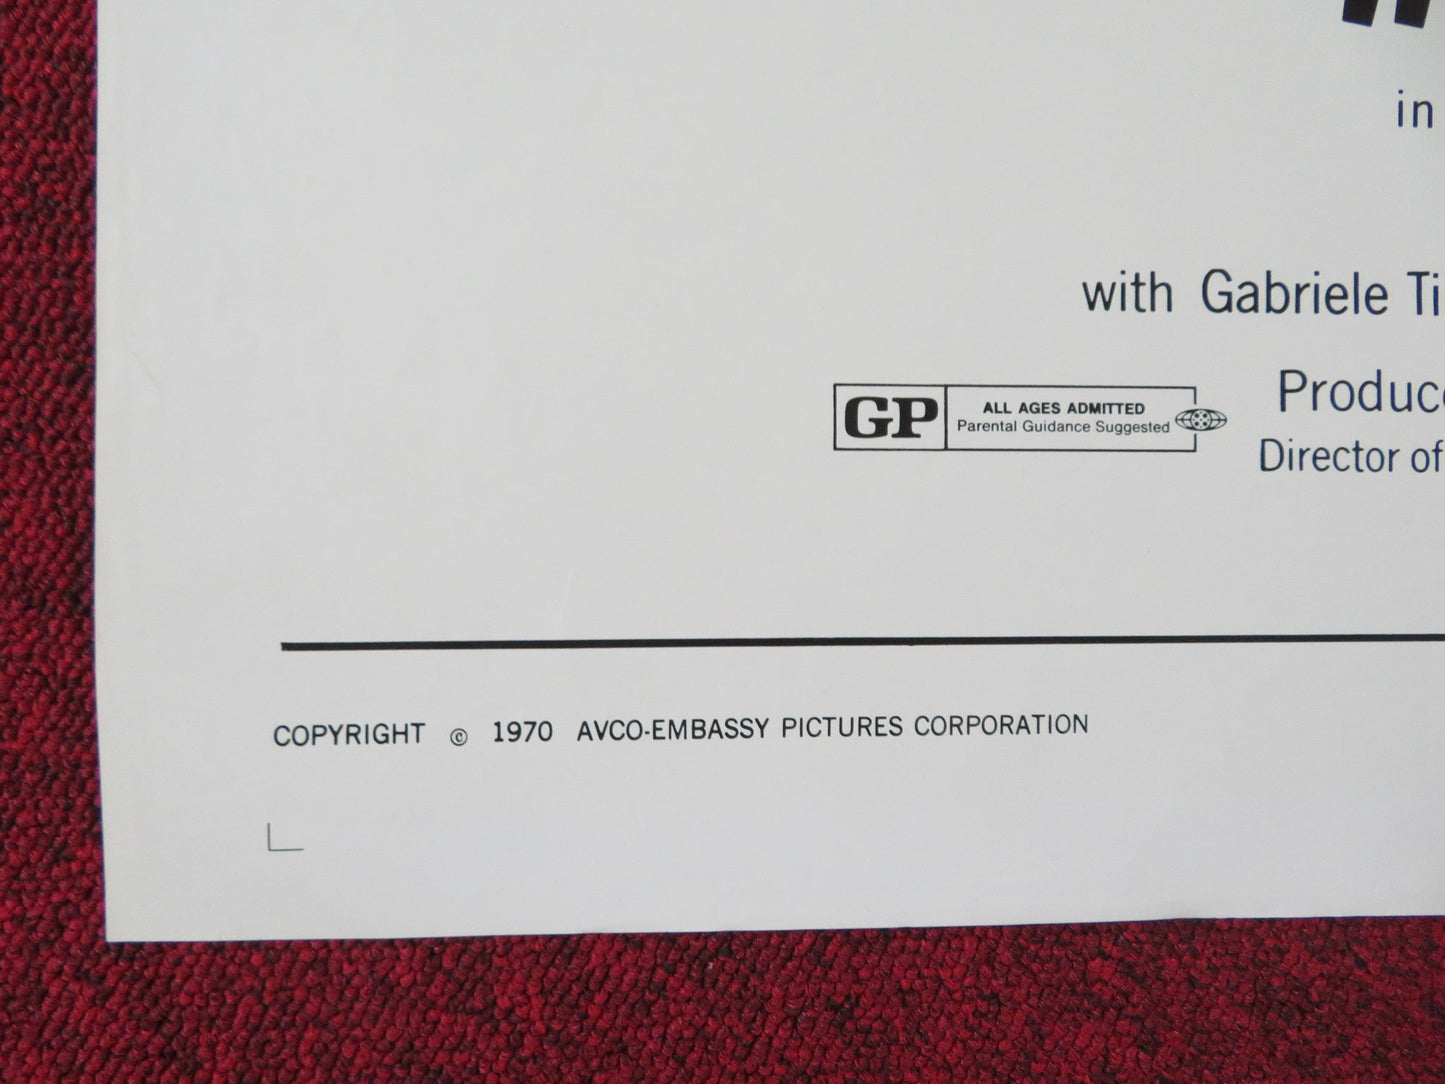 in
with Gabriele Ti
GP
ALL AGES ADMITTED
Parental Guidance Suggested
Produc
Director of
COPYRIGHT © 1970 AVCO-EMBASSY PICTURES CORPORATION